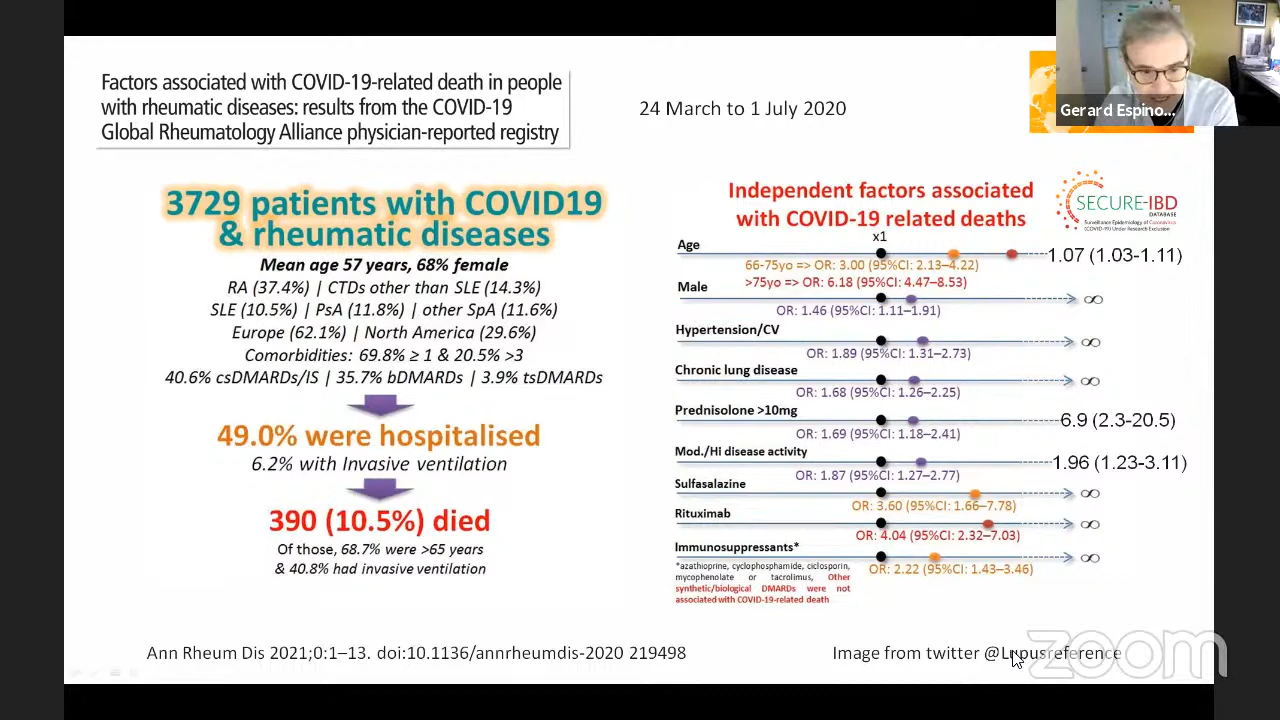 Factors associated with COVID-19-related death in people
with rheumatic diseases: results from the COVID-19
Global Rheumatology Alliance physician-reported registry
24 March to 1 July 2020
Gerard Espino...
3729 patients with COVID19
& rheumatic diseases
Mean age 57 years, 68% female
RA (37.4%) | CTDs other than SLE (14.3%)
SLE (10.5%) | PsA (11.8%) | other SpA (11.6%)
Europe (62.1%) | North America (29.6%)
Comorbidities: 69.8% ≥ 1 & 20.5% >3
40.6% csDMARDs/IS | 35.7% bDMARDs | 3.9% tsDMARDs
49.0% were hospitalised
6.2% with Invasive ventilation
390 (10.5%) died
Of those, 68.7% were >65 years
& 40.8% had invasive ventilation
Independent factors associated
with COVID-19 related deaths
SECURE-IBD
DATABASE
Surveillance Epidemiology of Coronavirus
(COVID-19) Under Research Exclusion
x1
Age
1.07 (1.03-1.11)
66-75yo => OR: 3.00 (95%CI: 2.13–4.22)
>75yo => OR: 6.18 (95%CI: 4.47–8.53)
Male
∞
OR: 1.46 (95%CI: 1.11–1.91)
Hypertension/CV
∞
OR: 1.89 (95%CI: 1.31–2.73)
Chronic lung disease
∞
OR: 1.68 (95%CI: 1.26–2.25)
Prednisolone >10mg
6.9 (2.3-20.5)
OR: 1.69 (95%CI: 1.18–2.41)
Mod./HI disease activity
1.96 (1.23-3.11)
OR: 1.87 (95%CI: 1.27–2.77)
Sulfasalazine
∞
OR: 3.60 (95%CI: 1.66–7.78)
Rituximab
∞
OR: 4.04 (95%CI: 2.32–7.03)
Immunosuppressants*
∞
OR: 2.22 (95%CI: 1.43–3.46)
*azathioprine, cyclophosphamide, ciclosporin,
mycophenolate or tacrolimus, Other
synthetic/biological DMARDs were not
associated with COVID-19-related death
Ann Rheum Dis 2021;0:1–13. doi:10.1136/annrheumdis-2020 219498
Image from twitter @Lupusreference
zoom